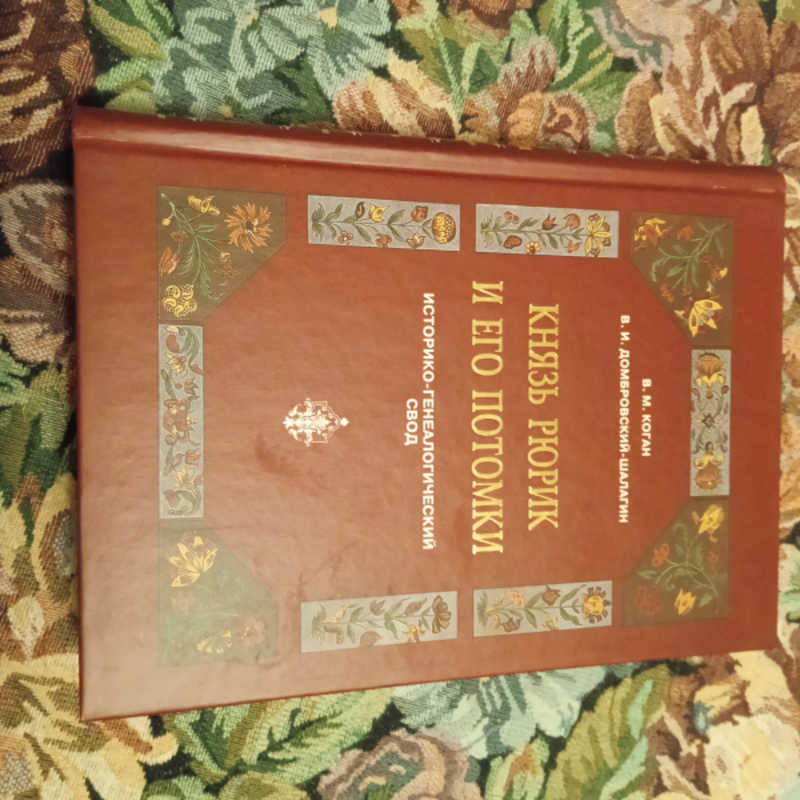 В. М. КОГАН
В. И. ДОМБРОВСКИЙ-ШАЛАГИН
КНЯЗЬ РЮРИК
И ЕГО ПОТОМКИ
ИСТОРИКО-ГЕНЕАЛОГИЧЕСКИЙ
СВОД